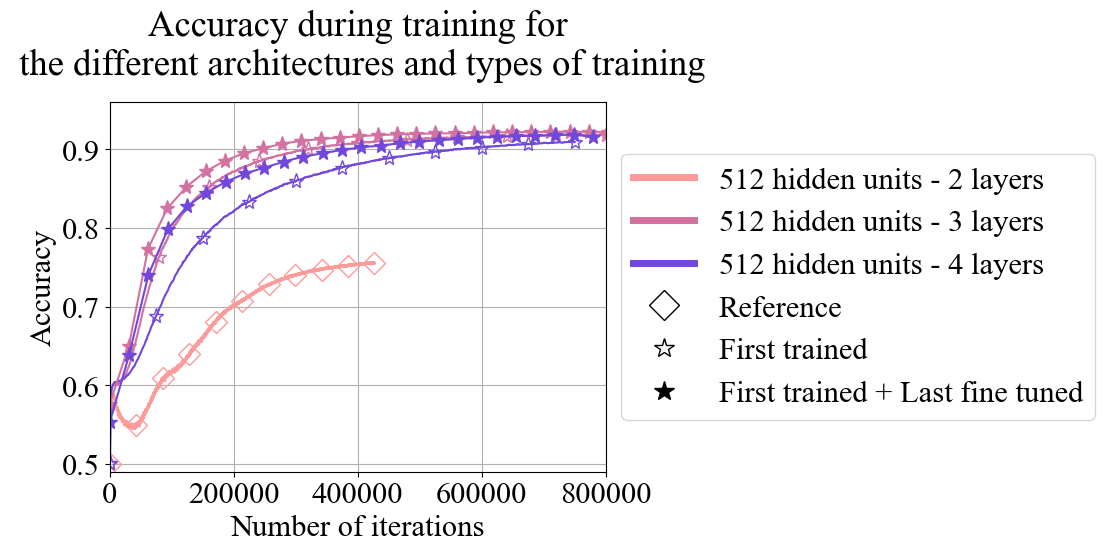 Accuracy during training for
the different architectures and types of training
Accuracy
0.9
0.8
0.7
0.6
0.5
0
200000
400000
600000
800000
Number of iterations
512 hidden units - 2 layers
512 hidden units - 3 layers
512 hidden units - 4 layers
Reference
First trained
First trained + Last fine tuned